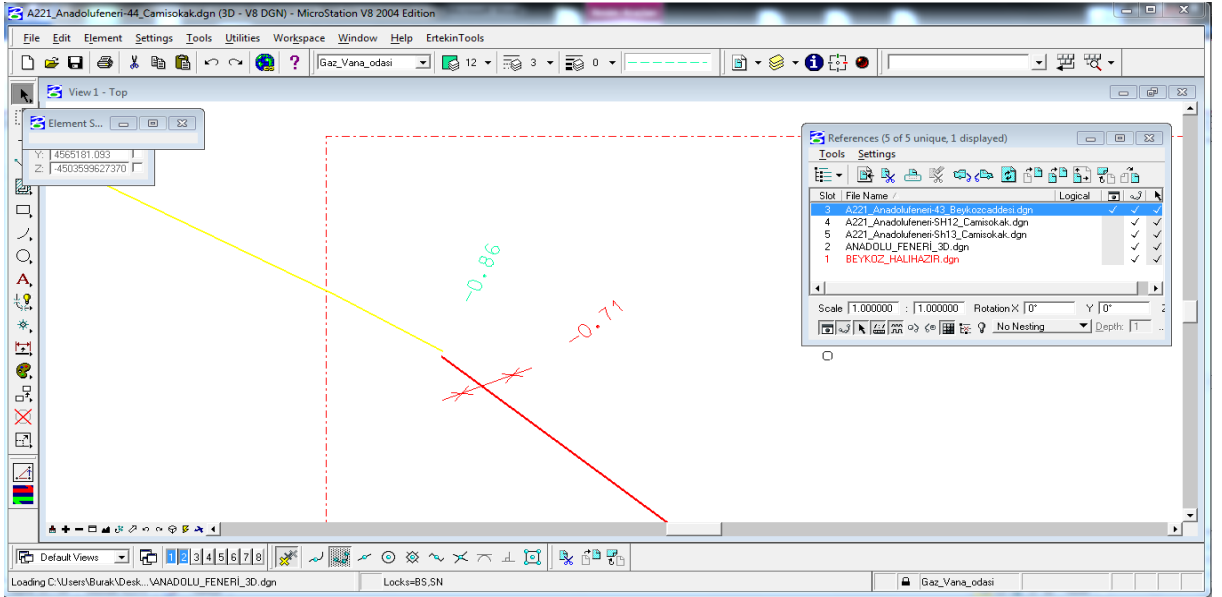 A221_Anadolufeneri-44_Camisokak.dgn (3D - V8 DGN) - MicroStation V8 2004 Edition
File Edit Element Settings Tools Utilities Workspace Window Help ErtekinTools
Gaz_Vana_odasi 12 3 0
View 1 - Top
Element S...
Y: 4565181.093
Z: -4503599627370
-0.86
-0.71
References (5 of 5 unique, 1 displayed)
Tools Settings
Slot File Name Logical
3 A221_Anadolufeneri-43_Beykozcaddesi.dgn
4 A221_Anadolufeneri-SH12_Camisokak.dgn
5 A221_Anadolufeneri-Sh13_Camisokak.dgn
2 ANADOLU_FENERİ_3D.dgn
1 BEYKOZ_HALIHAZIR.dgn
Scale 1.000000 : 1.000000 Rotation X 0° Y 0° Z
No Nesting Depth: 1
Default Views 1 2 3 4 5 6 7 8
Loading C:\Users\Burak\Desk...\ANADOLU_FENERİ_3D.dgn Locks=BS,SN Gaz_Vana_odasi